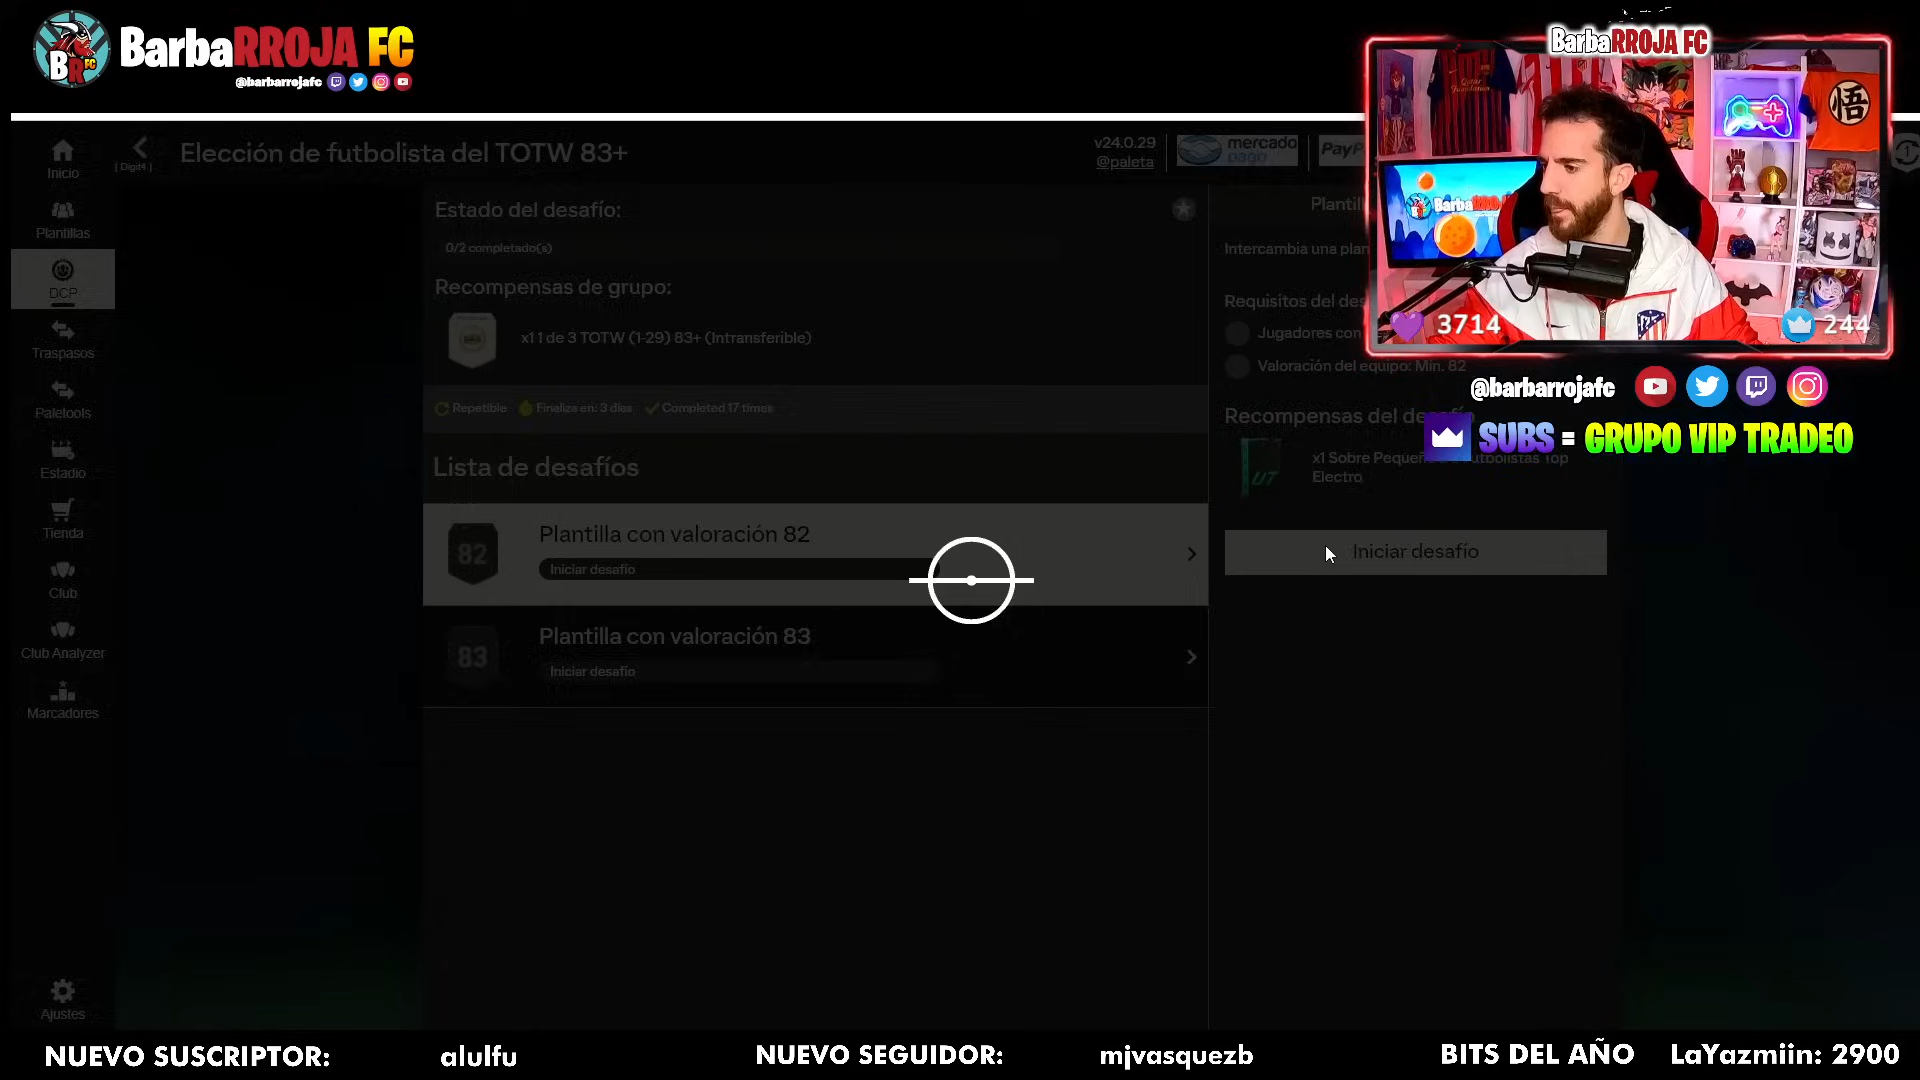 BarbaRROJA FC
@barbarrojafc
BarbaRROJA FC
Inicio
[ Digit4 ]
Elección de futbolista del TOTW 83+
v24.0.29
@paleta
mercado
pago
PayP
Plantillas
DCP
Traspasos
Paletools
Estadio
Tienda
Club
Club Analyzer
Marcadores
Ajustes
Estado del desafío:
0/2 completado(s)
Recompensas de grupo:
x1 1 de 3 TOTW (1-29) 83+ (Intransferible)
Repetible
Finaliza en: 3 días
Completed 17 times
Lista de desafíos
82
Plantilla con valoración 82
Iniciar desafío
83
Plantilla con valoración 83
Iniciar desafío
Intercambia una plan
Requisitos del des
Jugadores con
Valoración del equipo: Mín. 82
Recompensas del
UT
x1 Sobre
Top
Electro
Iniciar desafío
3714
244
@barbarrojafc
SUBS = GRUPO VIP TRADEO
NUEVO SUSCRIPTOR: alulfu
NUEVO SEGUIDOR: mjvasquezb
BITS DEL AÑO LaYazmiin: 2900